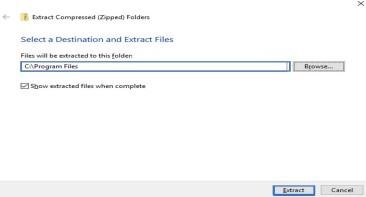 Extract Compressed (Zipped) Folders
Select a Destination and Extract Files
Files will be extracted to this folder:
C:\Program Files
Browse...
Show extracted files when complete
Extract Cancel